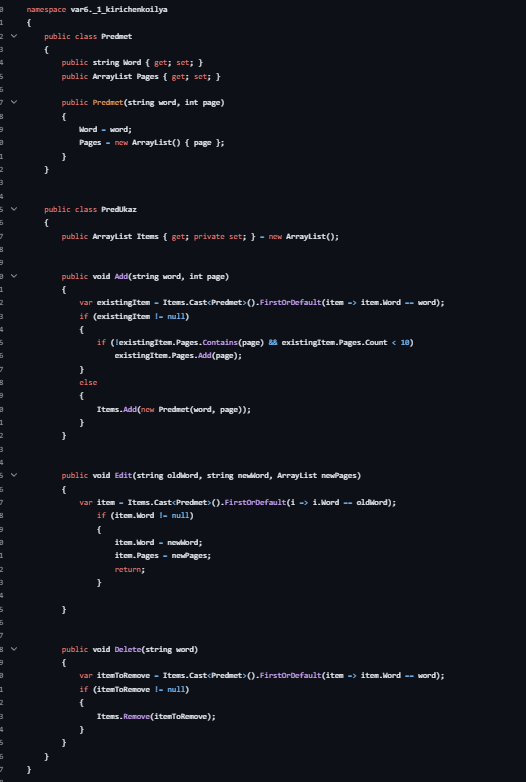 namespace var6._1_kirichenkoilya
{
public class Predmet
{
public string Word { get; set; }
public ArrayList Pages { get; set; }
public Predmet(string word, int page)
{
Word = word;
Pages = new ArrayList() { page };
}
}
public class PredUkaz
{
public ArrayList Items { get; private set; } = new ArrayList();
public void Add(string word, int page)
{
var existingItem = Items.Cast<Predmet>().FirstOrDefault(item => item.Word == word);
if (existingItem != null)
{
if (!existingItem.Pages.Contains(page) && existingItem.Pages.Count < 10)
existingItem.Pages.Add(page);
}
else
{
Items.Add(new Predmet(word, page));
}
}
public void Edit(string oldWord, string newWord, ArrayList newPages)
{
var item = Items.Cast<Predmet>().FirstOrDefault(i => i.Word == oldWord);
if (item.Word != null)
{
item.Word = newWord;
item.Pages = newPages;
return;
}
}
public void Delete(string word)
{
var itemToRemove = Items.Cast<Predmet>().FirstOrDefault(item => item.Word == word);
if (itemToRemove != null)
{
Items.Remove(itemToRemove);
}
}
}
}